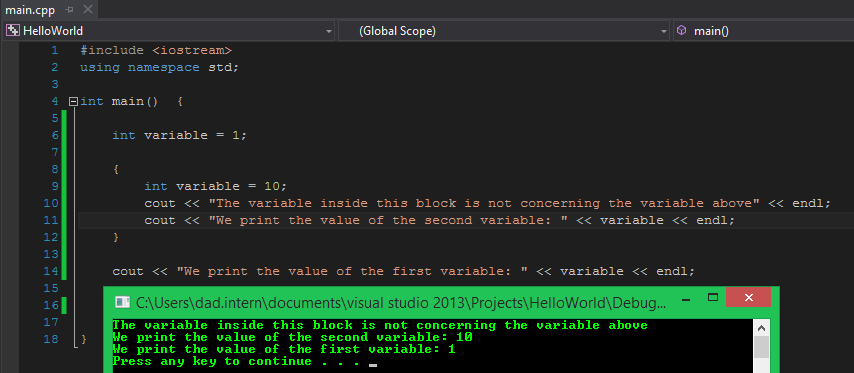 main.cpp
HelloWorld (Global Scope) main()
1 #include <iostream>
2 using namespace std;
3
4 int main()  {
5
6 int variable = 1;
7
8 {
9 int variable = 10;
10 cout << "The variable inside this block is not concerning the variable above" << endl;
11 cout << "We print the value of the second variable: " << variable << endl;
12 }
13
14 cout << "We print the value of the first variable: " << variable << endl;
15
16
17
18 }
C:\Users\dad.intern\documents\visual studio 2013\Projects\HelloWorld\Debug...
The variable inside this block is not concerning the variable above
We print the value of the second variable: 10
We print the value of the first variable: 1
Press any key to continue . . . _